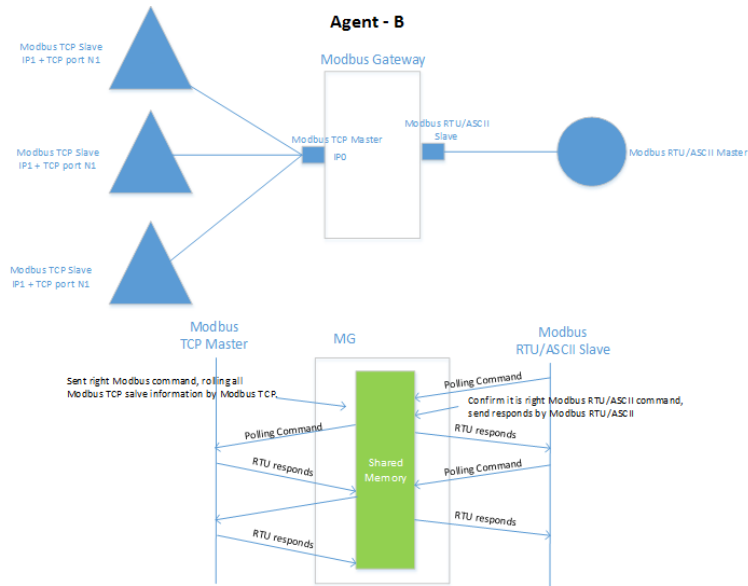 Agent - B
Modbus TCP Slave
IP1 + TCP port N1
Modbus Gateway
Modbus TCP Slave
IP1 + TCP port N1
Modbus TCP Master
IP0
Modbus RTU/ASCII
Slave
Modbus RTU/ASCII Master
Modbus TCP Slave
IP1 + TCP port N1
Modbus
TCP Master
MG
Modbus
RTU/ASCII Slave
Sent right Modbus command, rolling all
Modbus TCP salve information by Modbus TCP.
Polling Command
Confirm it is right Modbus RTU/ASCII command,
send responds by Modbus RTU/ASCII
Polling Command
RTU responds
RTU responds
Shared
Memory
Polling Command
RTU responds
RTU responds